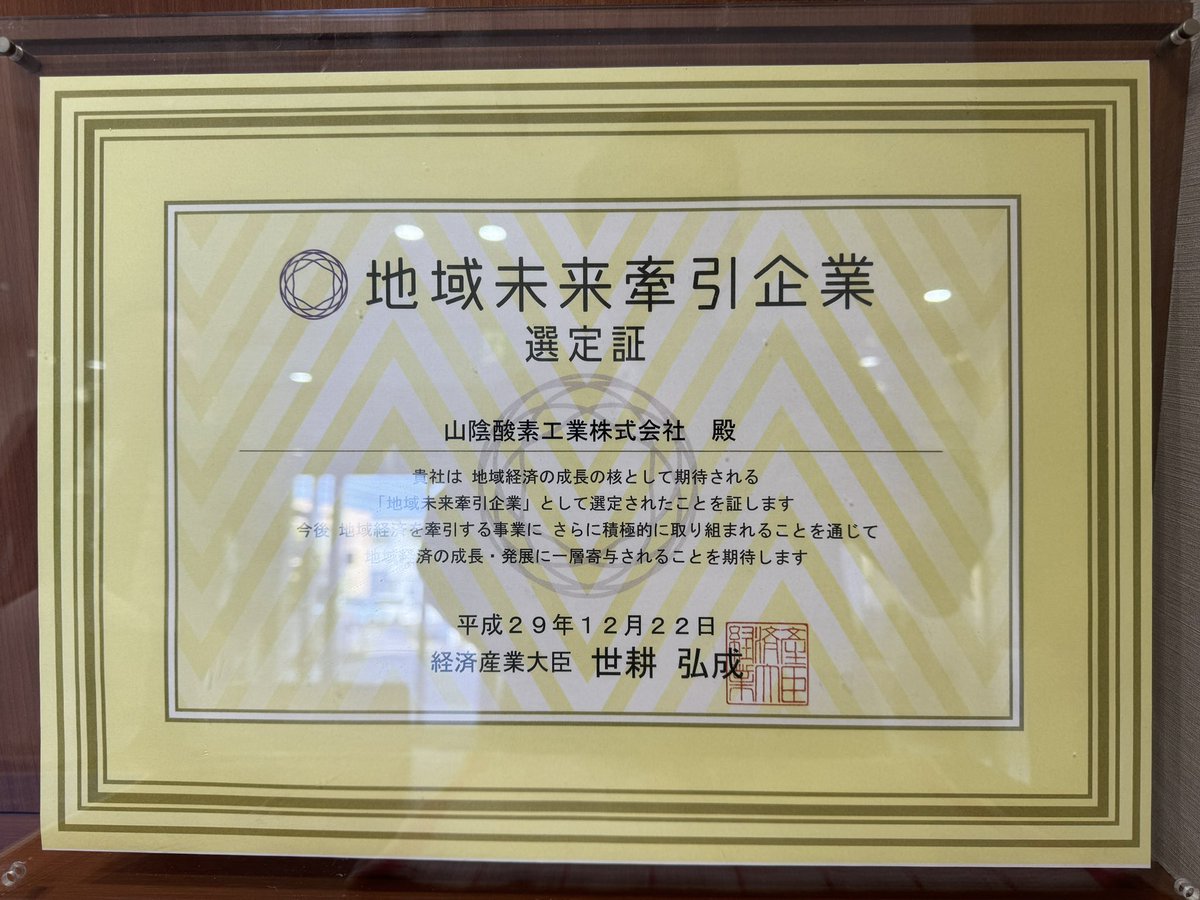 地域未来牽引企業
選定証
山陰酸素工業株式会社　殿
貴社は 地域経済の成長の核として期待される
「地域未来牽引企業」として選定されたことを証します
今後 地域経済を牽引する事業に さらに積極的に取り組まれることを通じて
地域経済の成長・発展に一層寄与されることを期待します
平成２９年１２月２２日
経済産業大臣 世耕 弘成
経済産業大臣